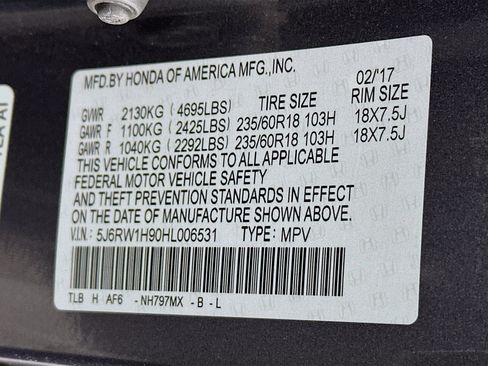 MFD.BY HONDA OF AMERICA MFG.,INC. 02/'17
GVWR 2130KG (4695LBS) TIRE SIZE RIM SIZE
GAWR F 1100KG (2425LBS) 235/60R18 103H 18X7.5J
GAWR R 1040KG (2292LBS) 235/60R18 103H 18X7.5J
THIS VEHICLE CONFORMS TO ALL APPLICABLE
FEDERAL MOTOR VEHICLE SAFETY
AND THEFT PREVENTION STANDARDS IN EFFECT
ON THE DATE OF MANUFACTURE SHOWN ABOVE.
V.I.N.: 5J6RW1H90HL006531 TYPE: MPV
TLB H AF6 -NH797MX -B-L